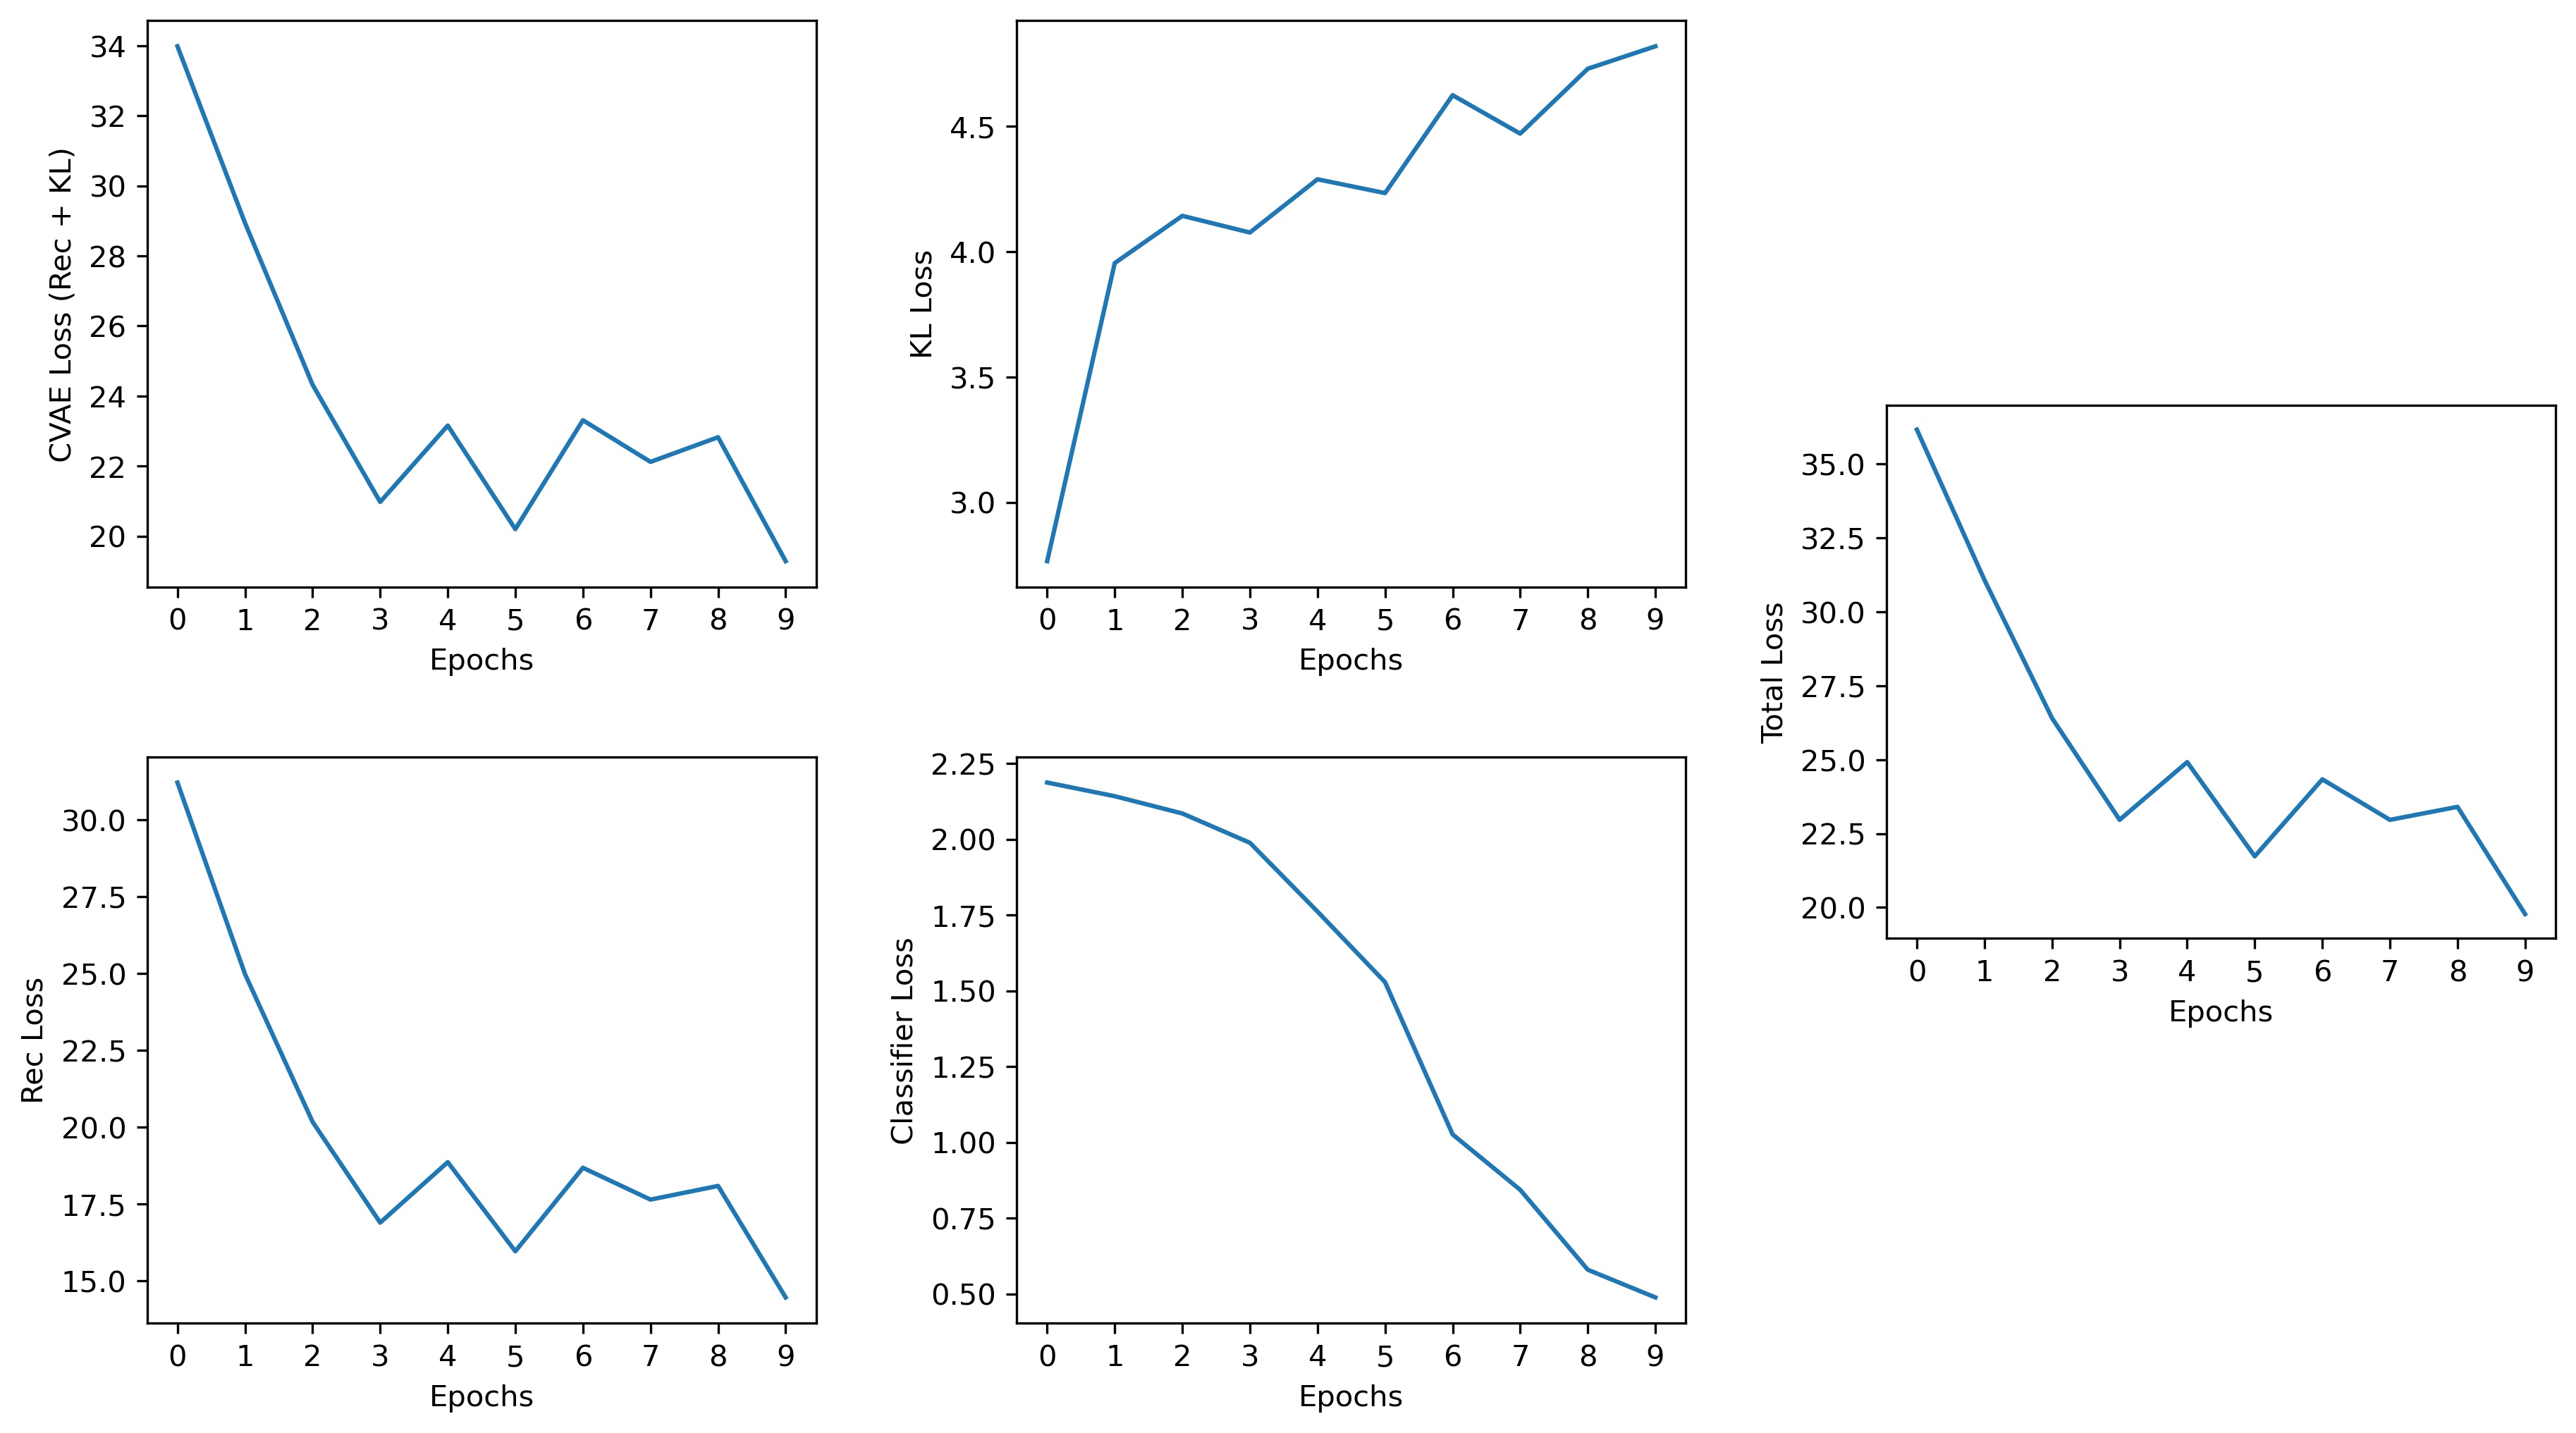 CVAE Loss (Rec + KL)
34
32
30
28
26
24
22
20
0 1 2 3 4 5 6 7 8 9
Epochs
KL Loss
4.5
4.0
3.5
3.0
0 1 2 3 4 5 6 7 8 9
Epochs
Rec Loss
30.0
27.5
25.0
22.5
20.0
17.5
15.0
0 1 2 3 4 5 6 7 8 9
Epochs
Classifier Loss
2.25
2.00
1.75
1.50
1.25
1.00
0.75
0.50
0 1 2 3 4 5 6 7 8 9
Epochs
Total Loss
35.0
32.5
30.0
27.5
25.0
22.5
20.0
0 1 2 3 4 5 6 7 8 9
Epochs